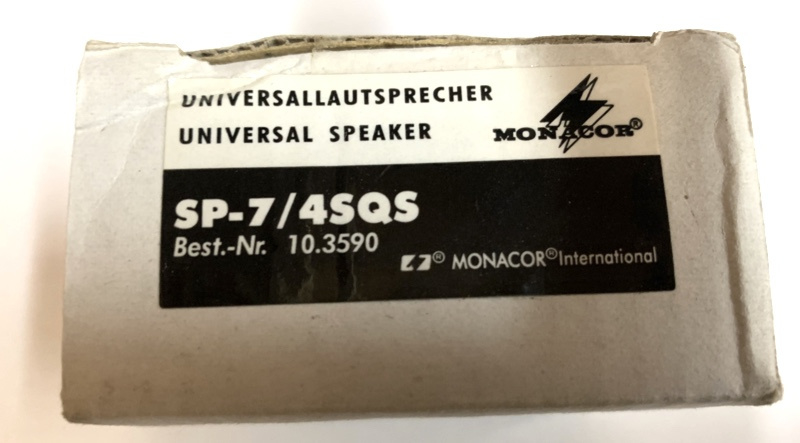 UNIVERSALLAUTSPRECHER
UNIVERSAL SPEAKER
MONACOR®
SP-7/4SQS
Best.-Nr. 10.3590
® MONACOR® International